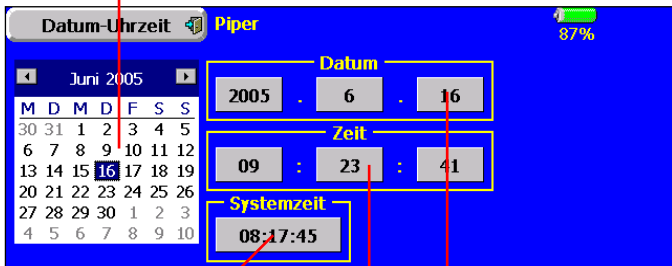 Datum-Uhrzeit Piper 87%
Juni 2005
M D M D F S S
30 31 1 2 3 4 5
6 7 8 9 10 11 12
13 14 15 16 17 18 19
20 21 22 23 24 25 26
27 28 29 30 1 2 3
4 5 6 7 8 9 10
Datum
2005 . 6 . 16
Zeit
09 : 23 : 41
Systemzeit
08:17:45